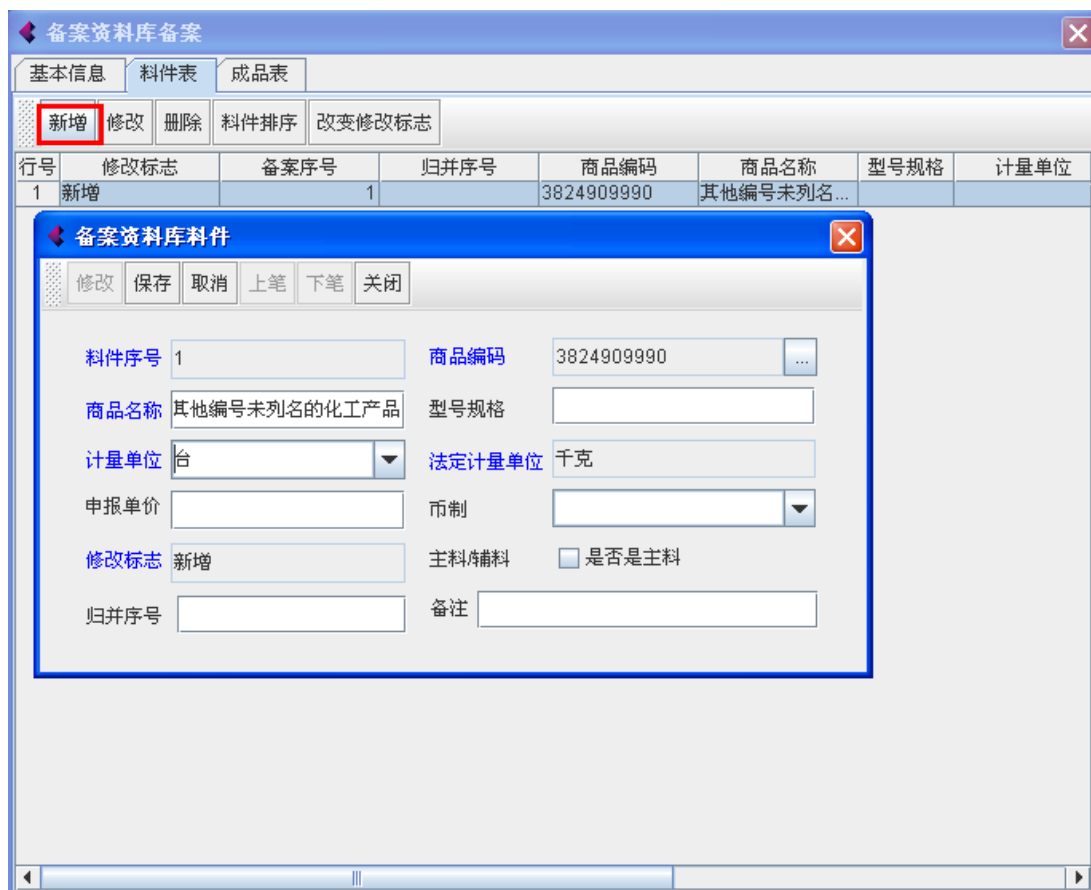 备案资料库备案
基本信息 料件表 成品表
新增 修改 删除 料件排序 改变修改标志
行号 修改标志 备案序号 归并序号 商品编码 商品名称 型号规格 计量单位
1 新增 1 3824909990 其他编号未列名...
备案资料库料件
修改 保存 取消 上笔 下笔 关闭
料件序号 1 商品编码 3824909990 ...
商品名称 其他编号未列名的化工产品 型号规格
计量单位 台 法定计量单位 千克
申报单价 币制
修改标志 新增 主料/辅料 是否是主料
归并序号 备注